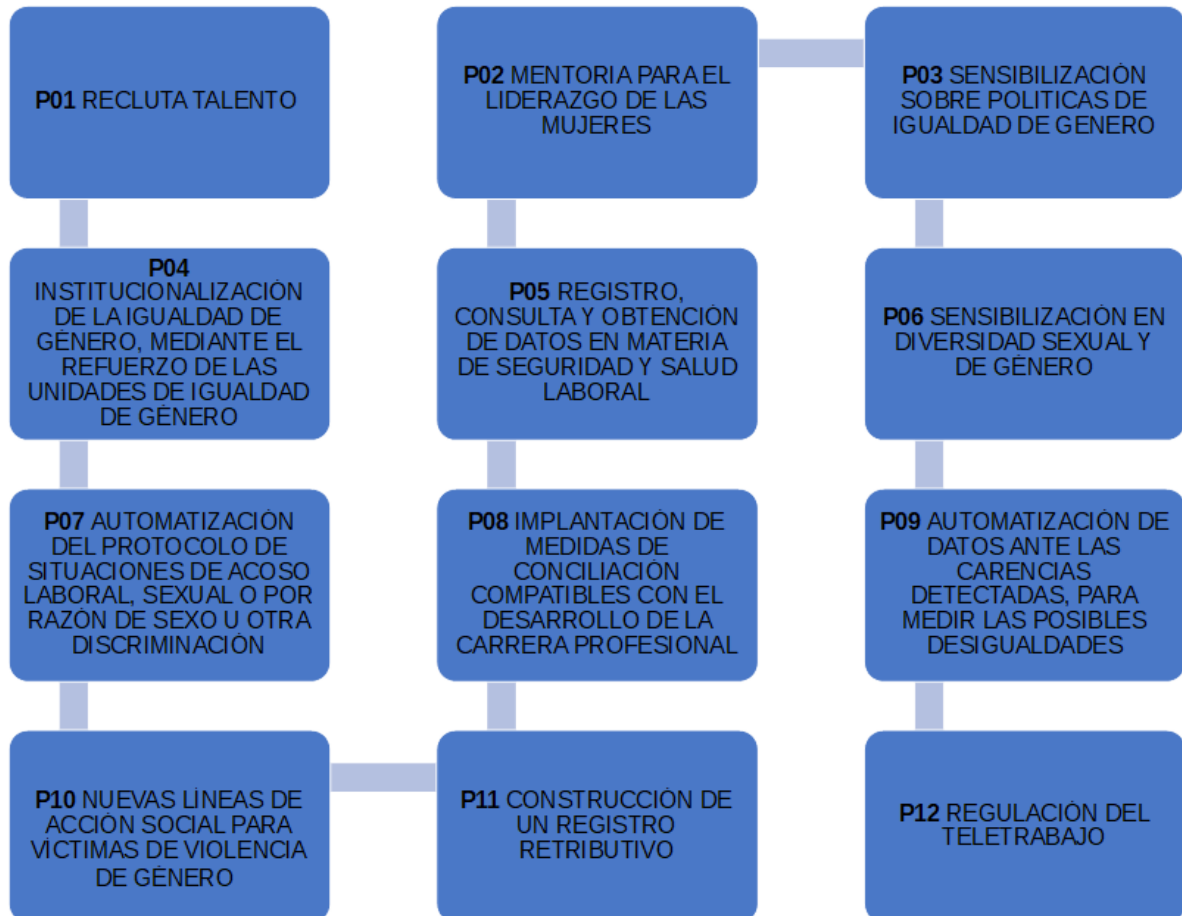 P01 RECLUTA TALENTO
P02 MENTORIA PARA EL
LIDERAZGO DE LAS
MUJERES
P03 SENSIBILIZACIÓN
SOBRE POLITICAS DE
IGUALDAD DE GENERO
P04
INSTITUCIONALIZACIÓN
DE LA IGUALDAD DE
GÉNERO, MEDIANTE EL
REFUERZO DE LAS
UNIDADES DE IGUALDAD
DE GÉNERO
P05 REGISTRO,
CONSULTA Y OBTENCIÓN
DE DATOS EN MATERIA
DE SEGURIDAD Y SALUD
LABORAL
P06 SENSIBILIZACIÓN EN
DIVERSIDAD SEXUAL Y
DE GÉNERO
P07 AUTOMATIZACIÓN
DEL PROTOCOLO DE
SITUACIONES DE ACOSO
LABORAL, SEXUAL O POR
RAZÓN DE SEXO U OTRA
DISCRIMINACIÓN
P08 IMPLANTACIÓN DE
MEDIDAS DE
CONCILIACIÓN
COMPATIBLES CON EL
DESARROLLO DE LA
CARRERA PROFESIONAL
P09 AUTOMATIZACIÓN DE
DATOS ANTE LAS
CARENCIAS
DETECTADAS, PARA
MEDIR LAS POSIBLES
DESIGUALDADES
P10 NUEVAS LÍNEAS DE
ACCIÓN SOCIAL PARA
VÍCTIMAS DE VIOLENCIA
DE GÉNERO
P11 CONSTRUCCIÓN DE
UN REGISTRO
RETRIBUTIVO
P12 REGULACIÓN DEL
TELETRABAJO